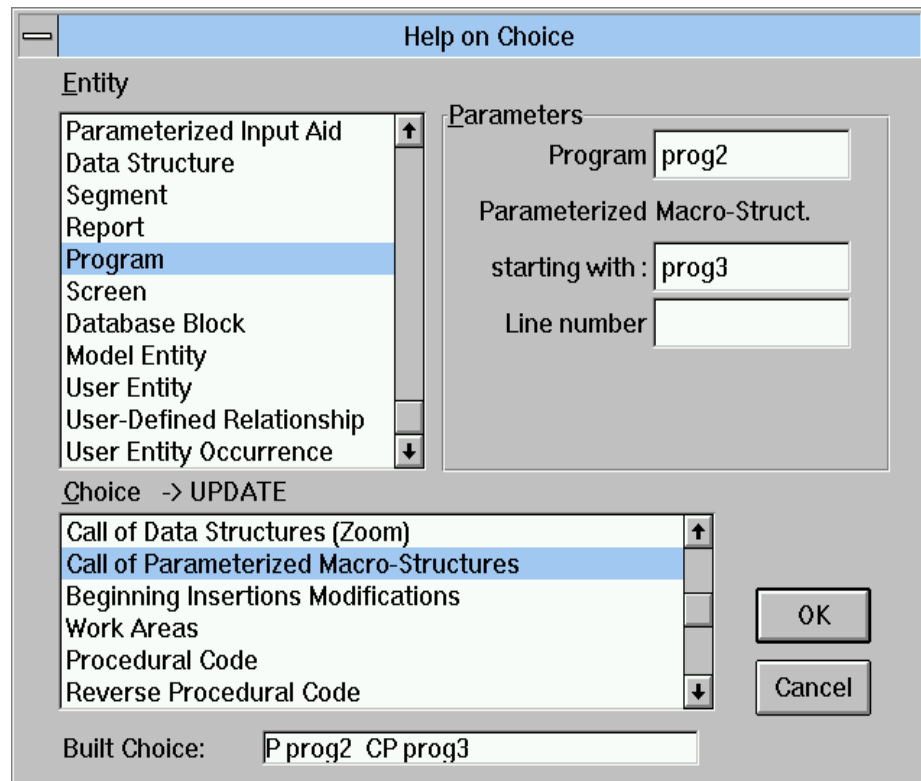 Help on Choice
Entity
Parameterized Input Aid
Data Structure
Segment
Report
Program
Screen
Database Block
Model Entity
User Entity
User-Defined Relationship
User Entity Occurrence
Parameters
Program prog2
Parameterized Macro-Struct.
starting with : prog3
Line number
Choice -> UPDATE
Call of Data Structures (Zoom)
Call of Parameterized Macro-Structures
Beginning Insertions Modifications
Work Areas
Procedural Code
Reverse Procedural Code
OK
Cancel
Built Choice: P prog2 CP prog3